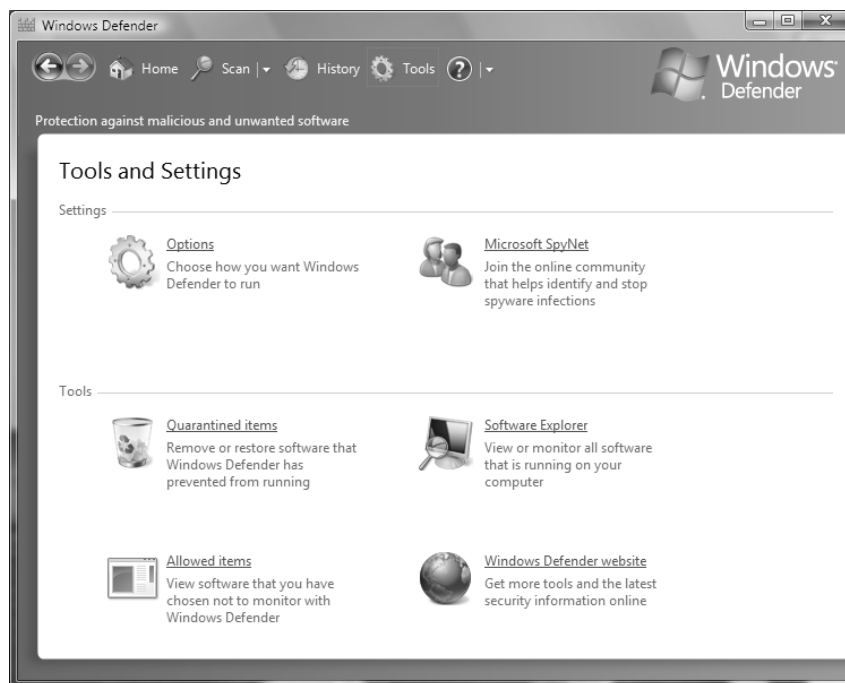 Windows Defender
Home Scan History Tools ?
Windows
Defender
Protection against malicious and unwanted software
Tools and Settings
Settings
Options
Choose how you want Windows
Defender to run
Microsoft SpyNet
Join the online community
that helps identify and stop
spyware infections
Tools
Quarantined items
Remove or restore software that
Windows Defender has
prevented from running
Software Explorer
View or monitor all software
that is running on your
computer
Allowed items
View software that you have
chosen not to monitor with
Windows Defender
Windows Defender website
Get more tools and the latest
security information online